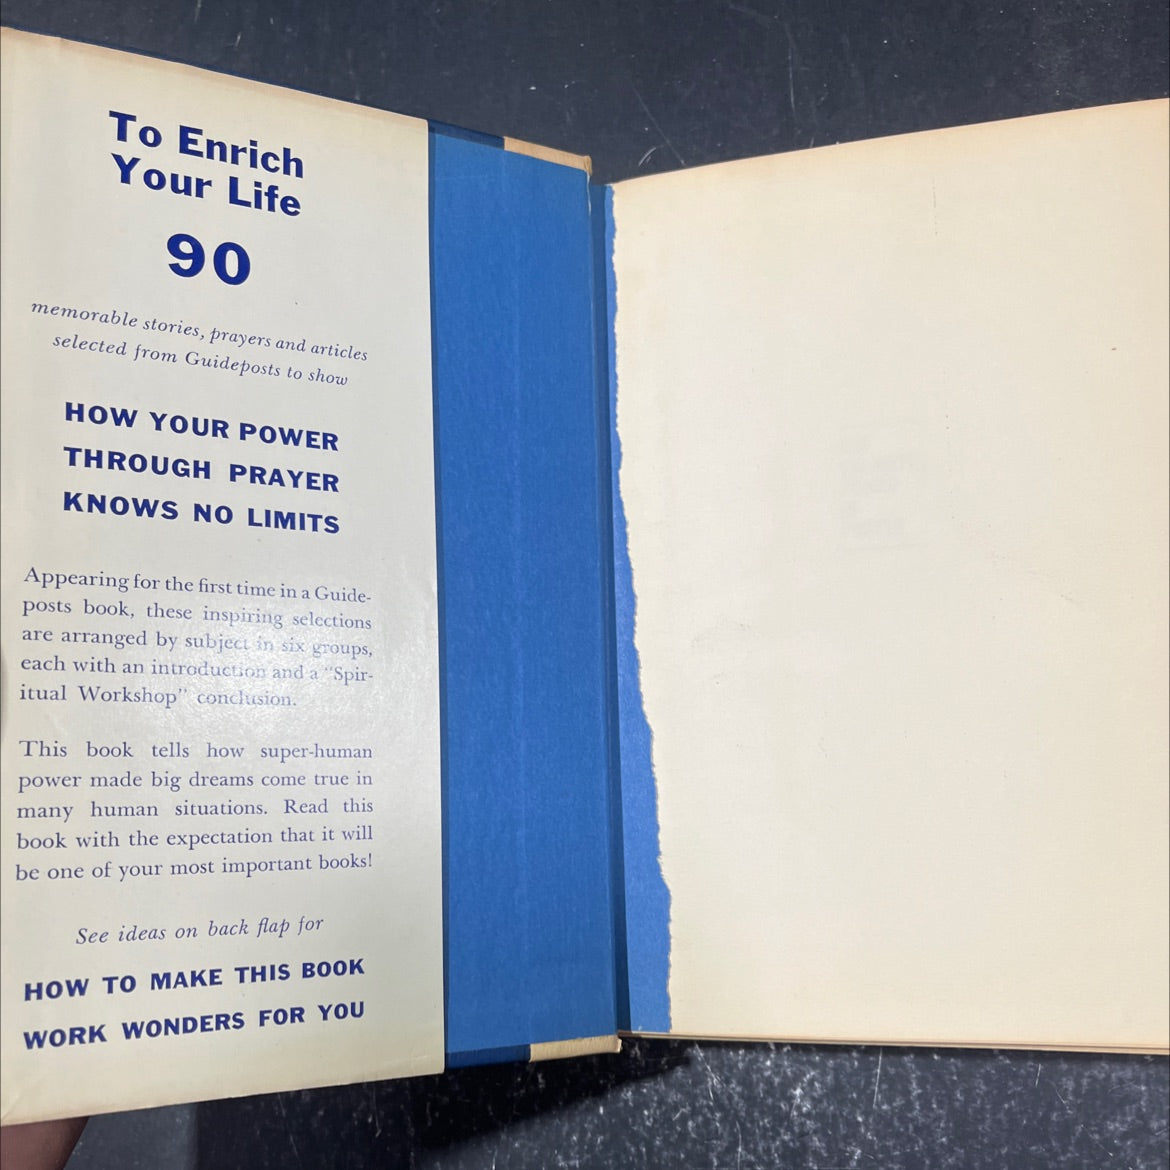 To Enrich
Your Life
90
memorable stories, prayers and articles
selected from Guideposts to show
HOW YOUR POWER
THROUGH PRAYER
KNOWS NO LIMITS
Appearing for the first time in a Guide-
posts book, these inspiring selections
are arranged by subject in six groups,
each with an introduction and a "Spir-
itual Workshop" conclusion.
This book tells how super-human
power made big dreams come true in
many human situations. Read this
book with the expectation that it will
be one of your most important books!
See ideas on back flap for
HOW TO MAKE THIS BOOK
WORK WONDERS FOR YOU